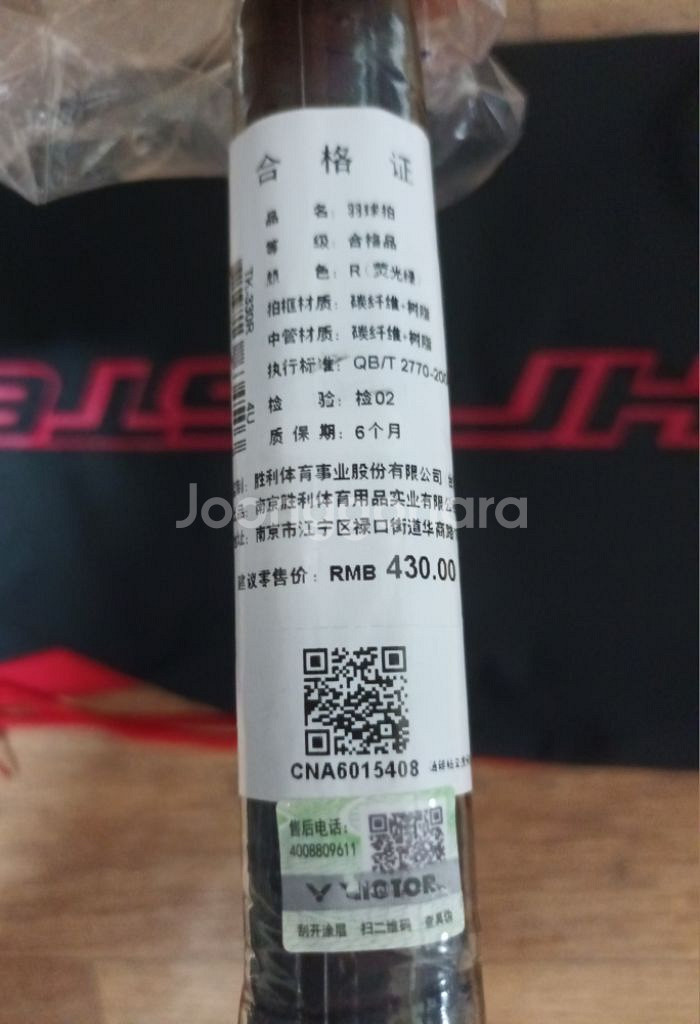 合格证
品 名：羽球拍
等 级：合格品
颜 色：R(荧光绿)
拍框材质：碳纤维+树脂
中管材质：碳纤维+树脂
执行标准：QB/T 2770-200
检 验：检02
质 保 期：6个月
TK-330R
4U
胜利体育事业股份有限公司
南京胜利体育用品实业有限公
南京市江宁区禄口街道华商路
建议零售价：RMB 430.00
Joonggonara
CNA6015408
售后电话：
4008809611
VICTOR
刮开涂层 扫二维码 查真伪